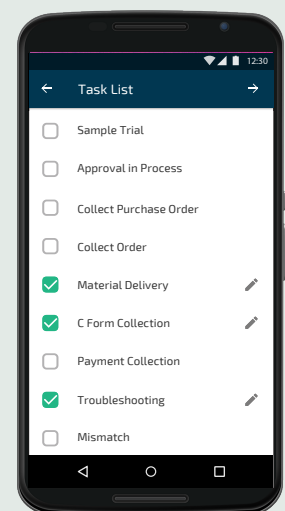 12:30
Task List
Sample Trial
Approval in Process
Collect Purchase Order
Collect Order
Material Delivery
C Form Collection
Payment Collection
Troubleshooting
Mismatch